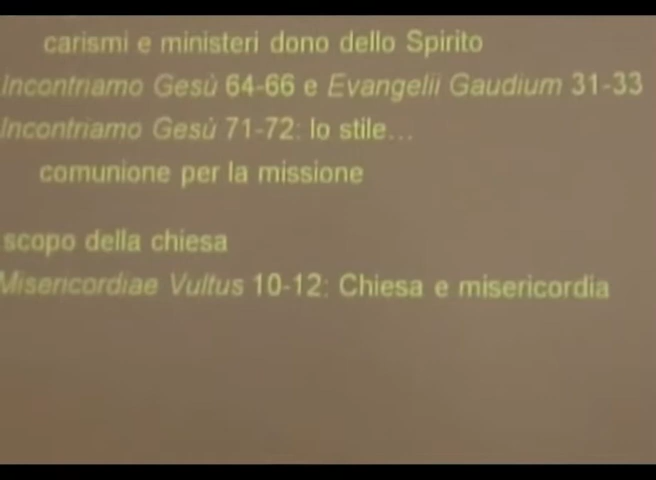 carismi e ministeri dono dello Spirito
Incontriamo Gesù 64-66 e Evangelii Gaudium 31-33
Incontriamo Gesù 71-72: lo stile...
comunione per la missione
scopo della chiesa
Misericordiae Vultus 10-12: Chiesa e misericordia